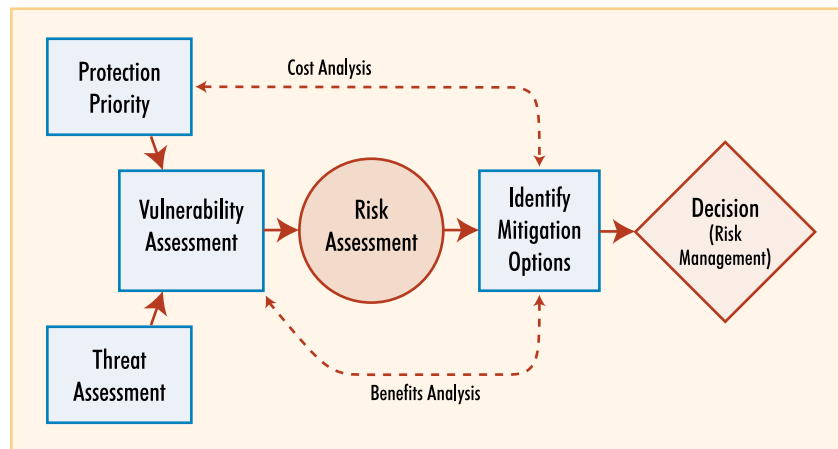 Protection
Priority
Cost Analysis
Vulnerability
Assessment
Risk
Assessment
Identify
Mitigation
Options
Decision
(Risk
Management)
Threat
Assessment
Benefits Analysis